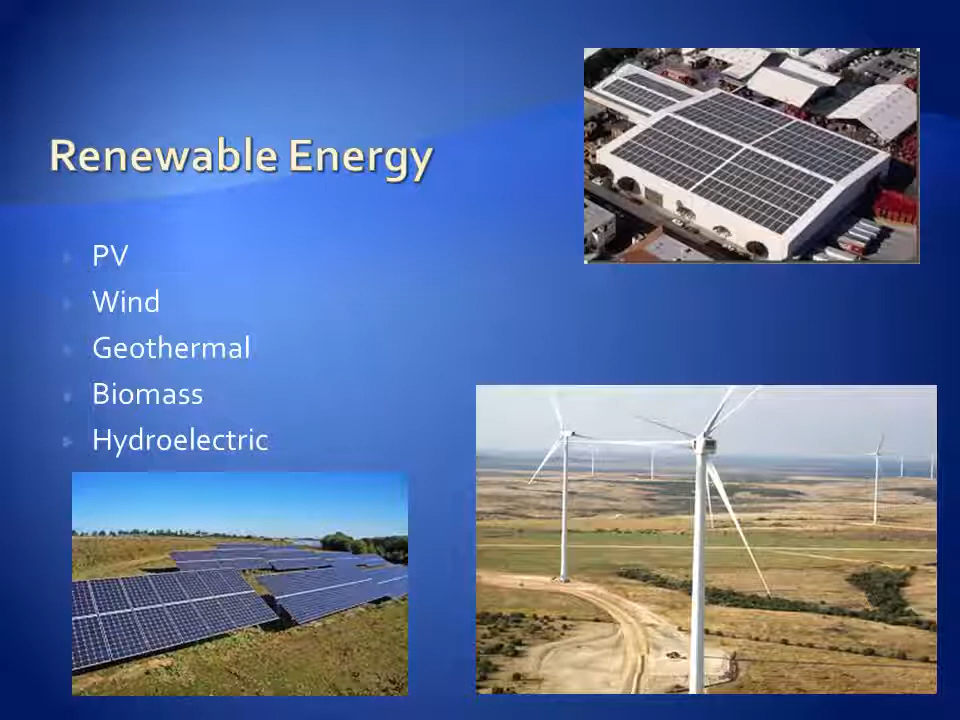 Renewable Energy
PV
Wind
Geothermal
Biomass
Hydroelectric